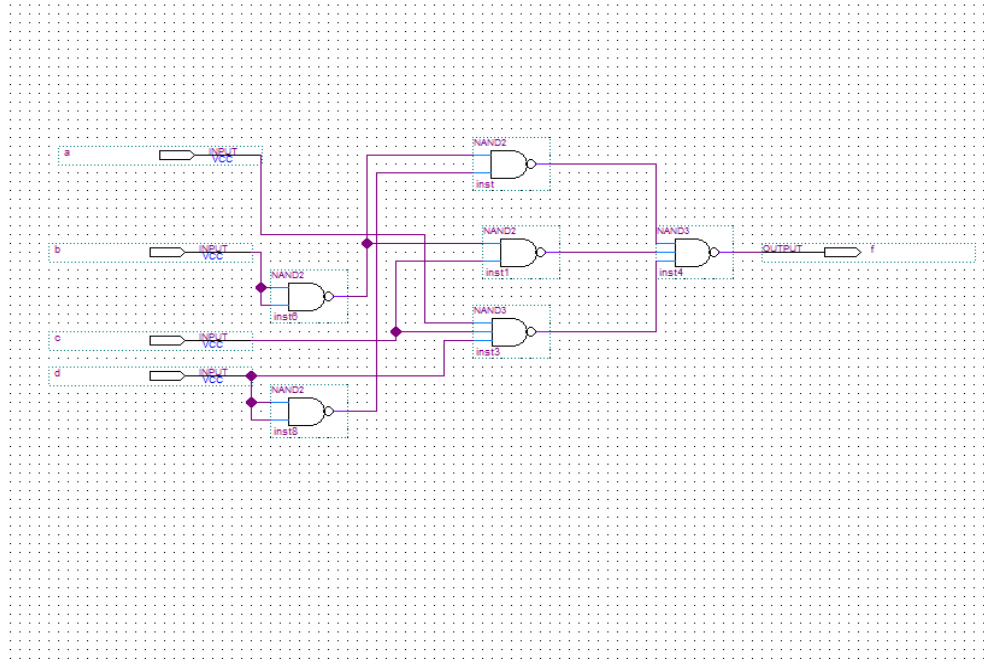 NAND2
a
INPUT
VCC
inst
b
INPUT
VCC
NAND2
NAND3
OUTPUT
f
NAND2
inst1
inst4
inst6
NAND3
c
INPUT
VCC
inst3
d
INPUT
VCC
NAND2
inst8